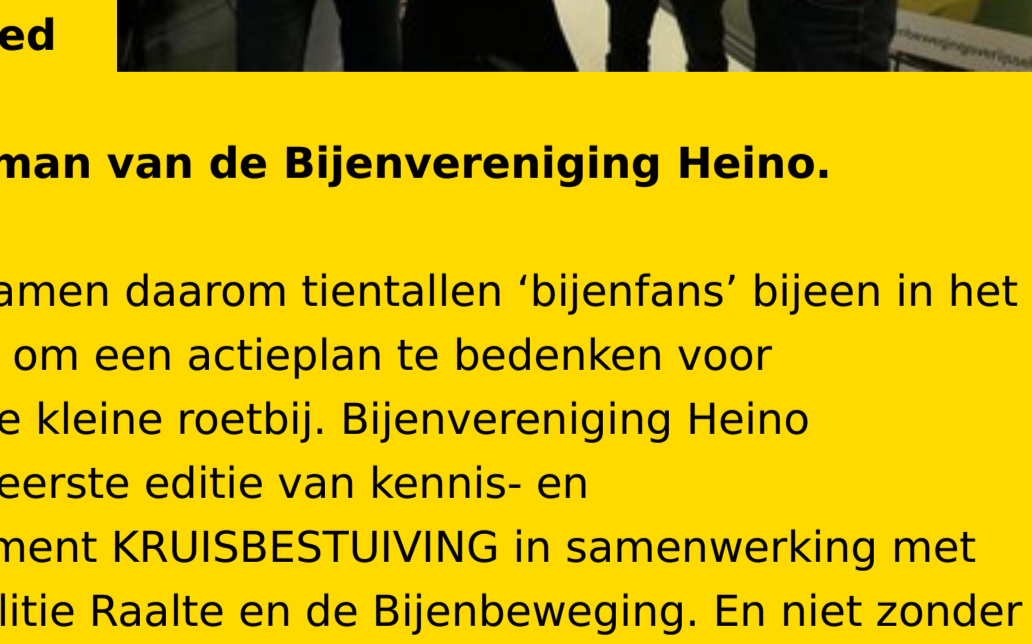 ed
man van de Bijenvereniging Heino.
amen daarom tientallen ‘bijenfans’ bijeen in het
om een actieplan te bedenken voor
e kleine roetbij. Bijenvereniging Heino
eerste editie van kennis- en
ment KRUISBESTUIVING in samenwerking met
litie Raalte en de Bijenbeweging. En niet zonder